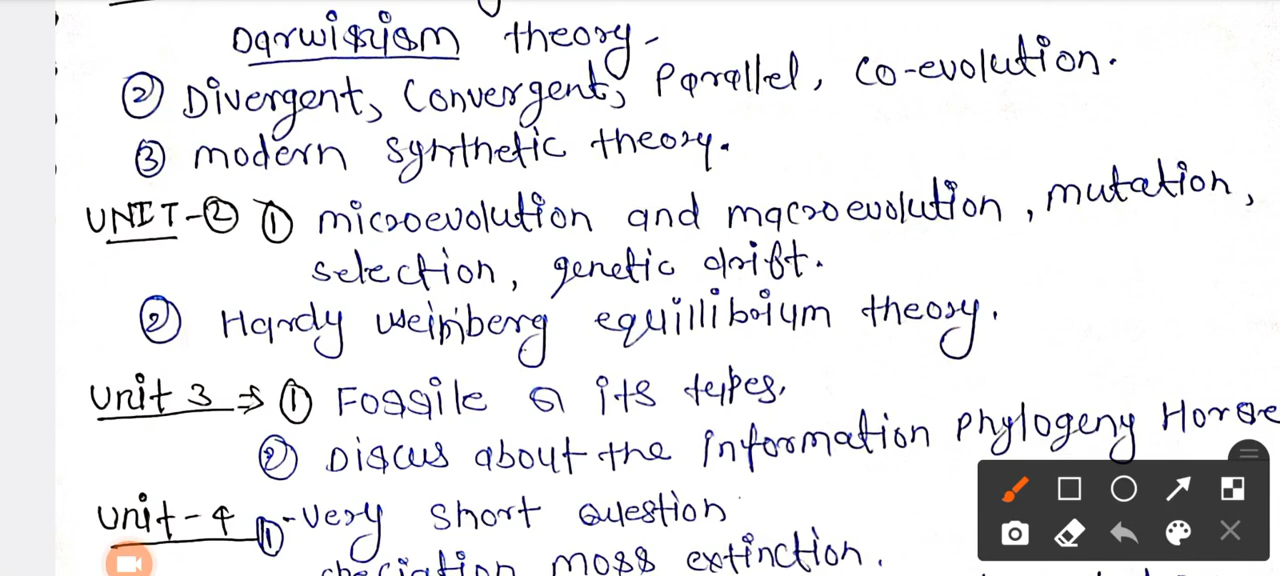 Darwinism theory-
② Divergent, Convergent, Parallel, co-evolution.
③ modern synthetic theory.
UNIT-② ① microevolution and macroevolution, mutation,
selection, genetic drift.
② Hardy weinberg equillibrium theory.
Unit 3 ⇒ ① Fossile & its types.
② Discus about the information Phylogeny Horse
Unit-4 ① -Very short question
speciation moss extinction.